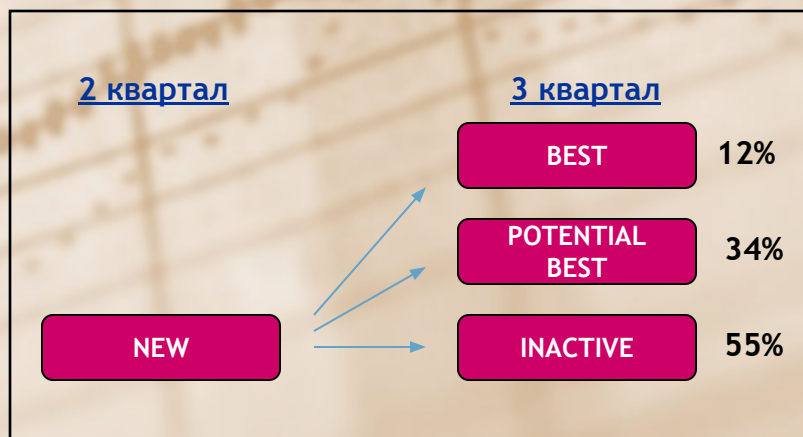 2 квартал
3 квартал
BEST
12%
POTENTIAL
BEST
34%
NEW
INACTIVE
55%